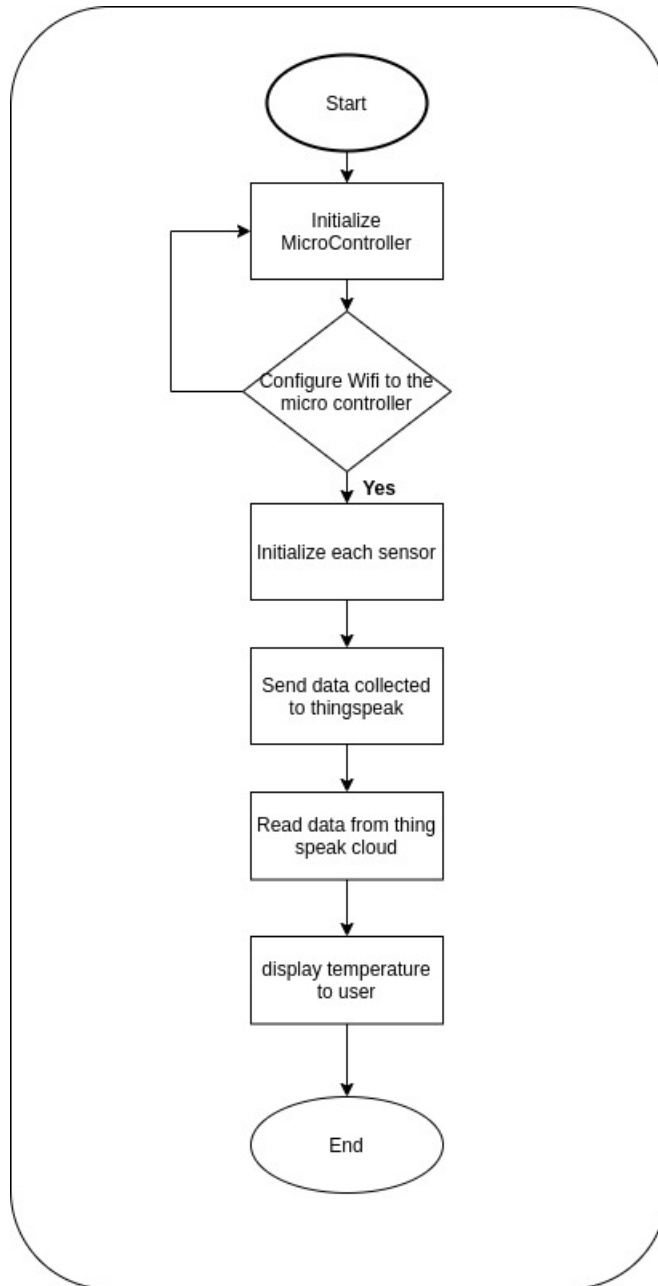 Start
Initialize
MicroController
Configure Wifi to the
micro controller
Yes
Initialize each sensor
Send data collected
to thingspeak
Read data from thing
speak cloud
display temperature
to user
End